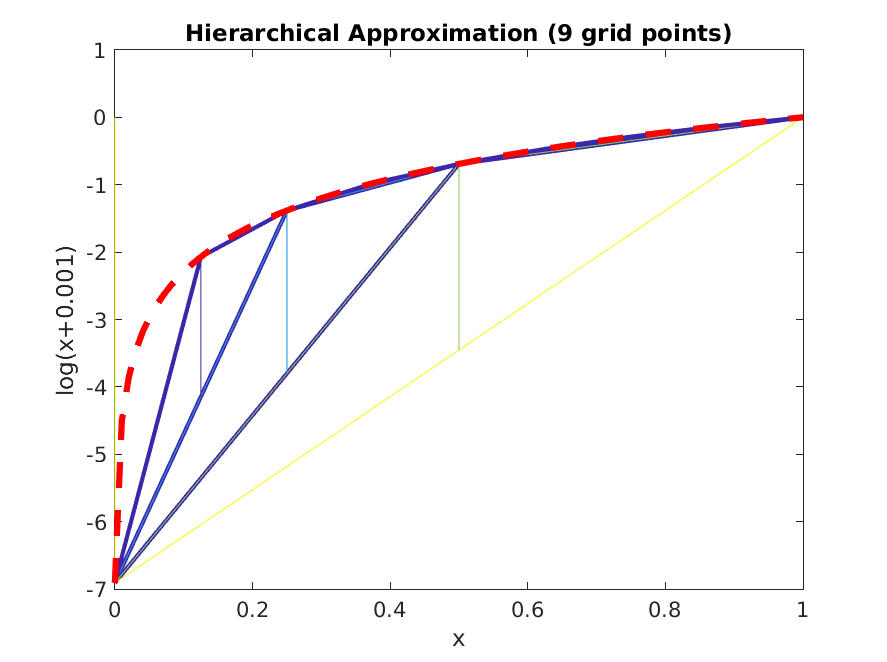 Hierarchical Approximation (9 grid points)
log(x+0.001)
1
0
-1
-2
-3
-4
-5
-6
-7
0 0.2 0.4 0.6 0.8 1
x